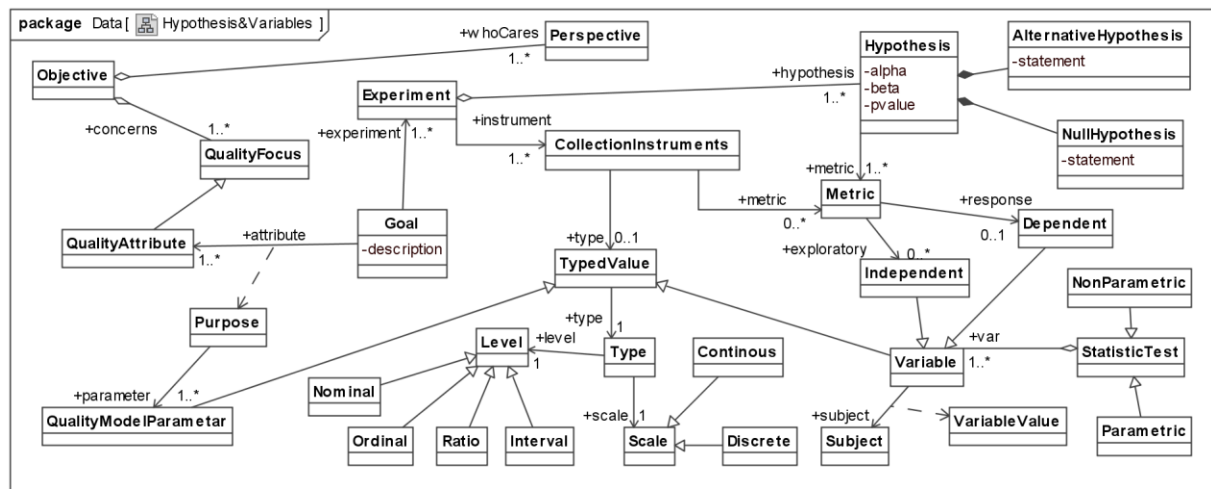 package Data[ Hypothesis&Variables ]
+whoCares
Perspective
1..*
Objective
+concerns
1..*
QualityFocus
Experiment
+hypothesis
1..*
Hypothesis
-alpha
-beta
-pvalue
AlternativeHypothesis
-statement
NullHypothesis
-statement
+experiment
1..*
+instrument
1..*
CollectionInstruments
+metric
1..*
+metric
0..*
Metric
+response
0..1
Dependent
+exploratory
0..*
Independent
QualityAttribute
1..*
+attribute
Goal
-description
+type
0..1
TypedValue
NonParametric
Purpose
+type
1
+level
1
Level
Type
Continous
Variable
+var
1..*
StatisticTest
Nominal
+parameter
1..*
QualityModelParametar
Ordinal
Ratio
Interval
+scale
1
Scale
Discrete
+subject
Subject
VariableValue
Parametric